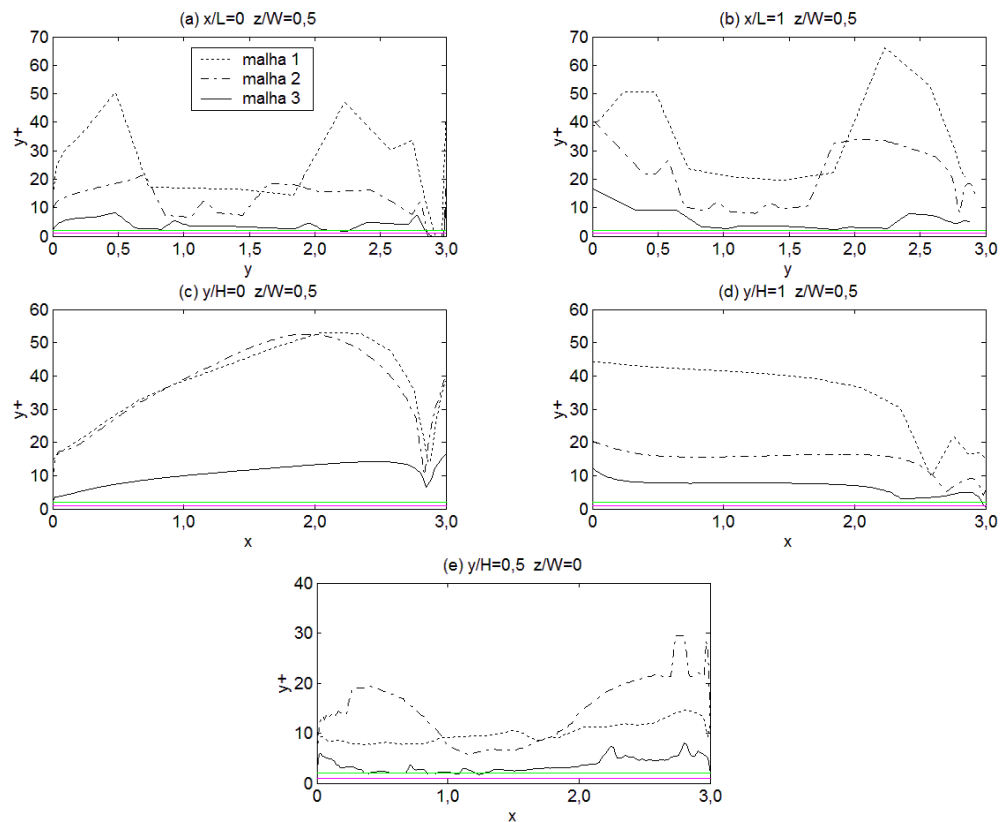 (a) x/L=0 z/W=0,5
70
60
50
40
30
20
10
0
y+
malha 1
malha 2
malha 3
0 0,5 1,0 1,5 2,0 2,5 3,0
y
(b) x/L=1 z/W=0,5
70
60
50
40
30
20
10
0
y+
0 0,5 1,0 1,5 2,0 2,5 3,0
y
(c) y/H=0 z/W=0,5
60
50
40
30
20
10
0
y+
0 1,0 2,0 3,0
x
(d) y/H=1 z/W=0,5
60
50
40
30
20
10
0
y+
0 1,0 2,0 3,0
x
(e) y/H=0,5 z/W=0
40
30
20
10
0
y+
0 1,0 2,0 3,0
x